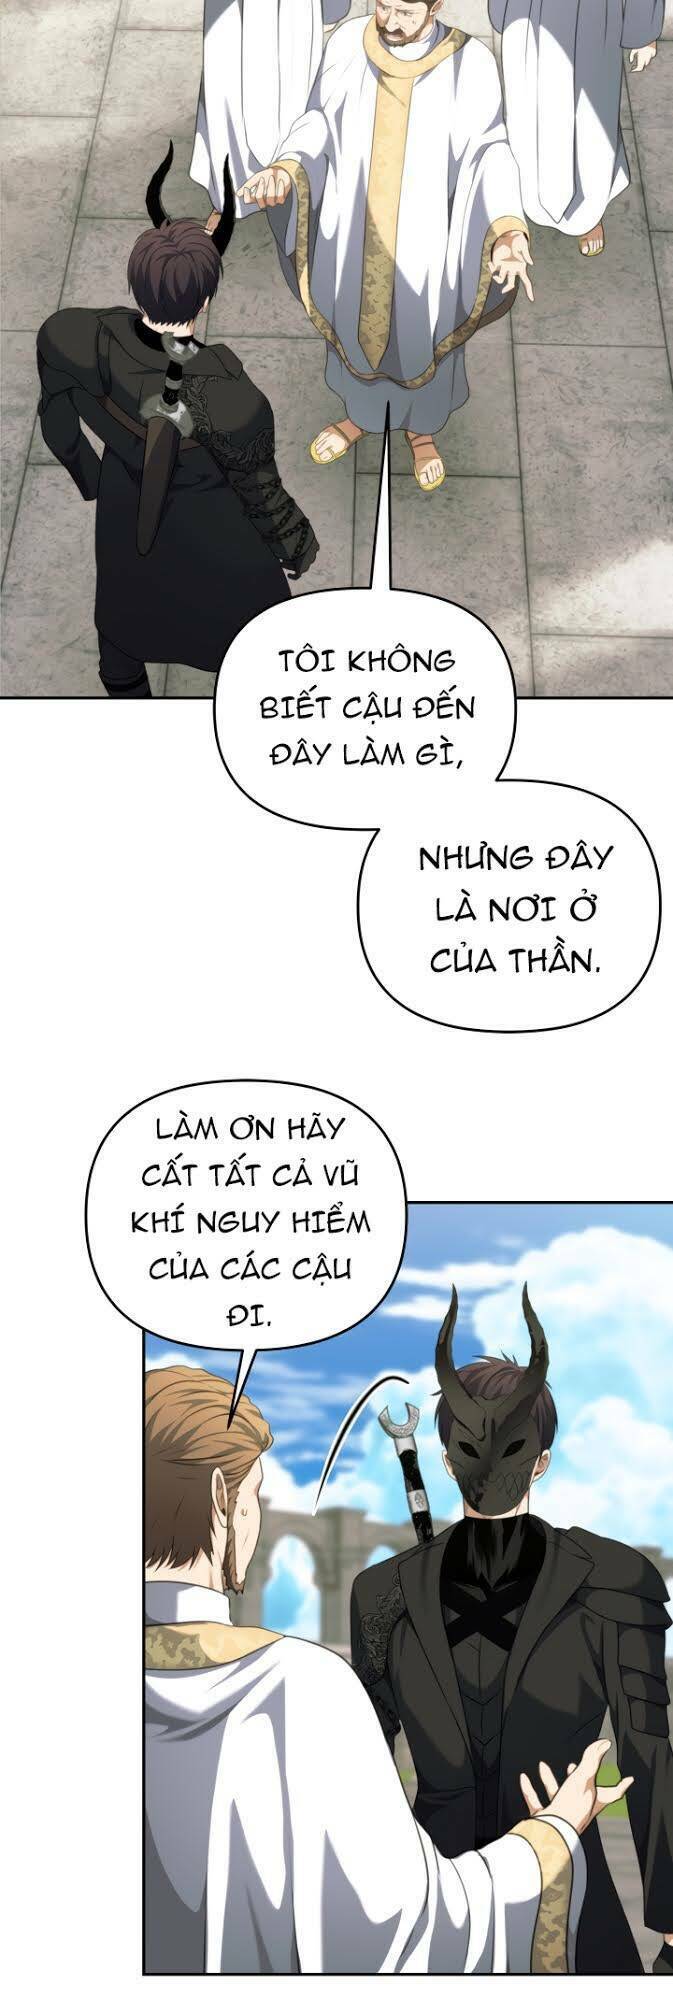 TÔI KHÔNG
BIẾT CẬU ĐẾN
ĐÂY LÀM GÌ,
NHƯNG ĐÂY
LÀ NƠI Ở
CỦA THẦN.
LÀM ƠN HÃY
CẤT TẤT CẢ VŨ
KHÍ NGUY HIỂM
CỦA CÁC CẬU
ĐI.